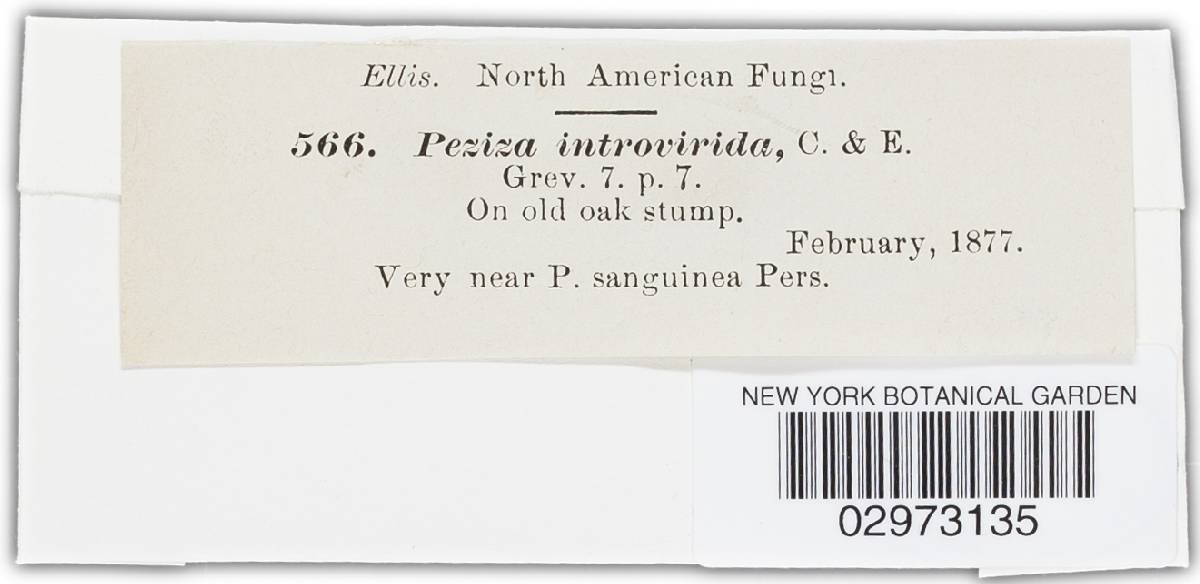 Ellis. North American Fungi.
566. Peziza introvirida, C. & E.
Grev. 7. p. 7.
On old oak stump.
February, 1877.
Very near P. sanguinea Pers.
NEW YORK BOTANICAL GARDEN
02973135